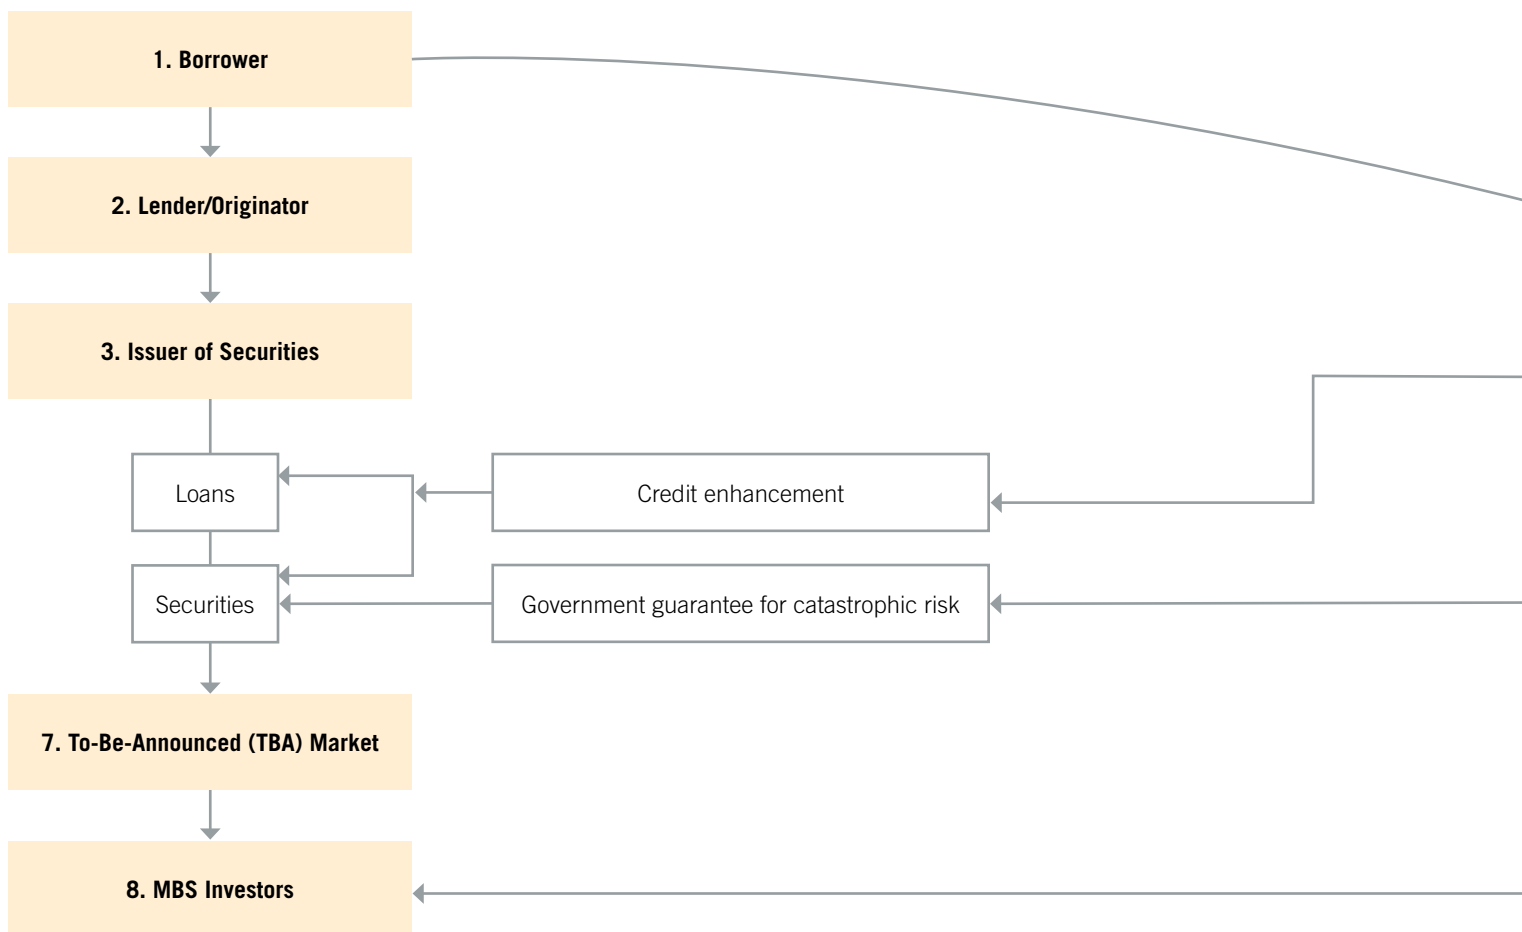 1. Borrower
2. Lender/Originator
3. Issuer of Securities
Loans
Credit enhancement
Securities
Government guarantee for catastrophic risk
7. To-Be-Announced (TBA) Market
8. MBS Investors